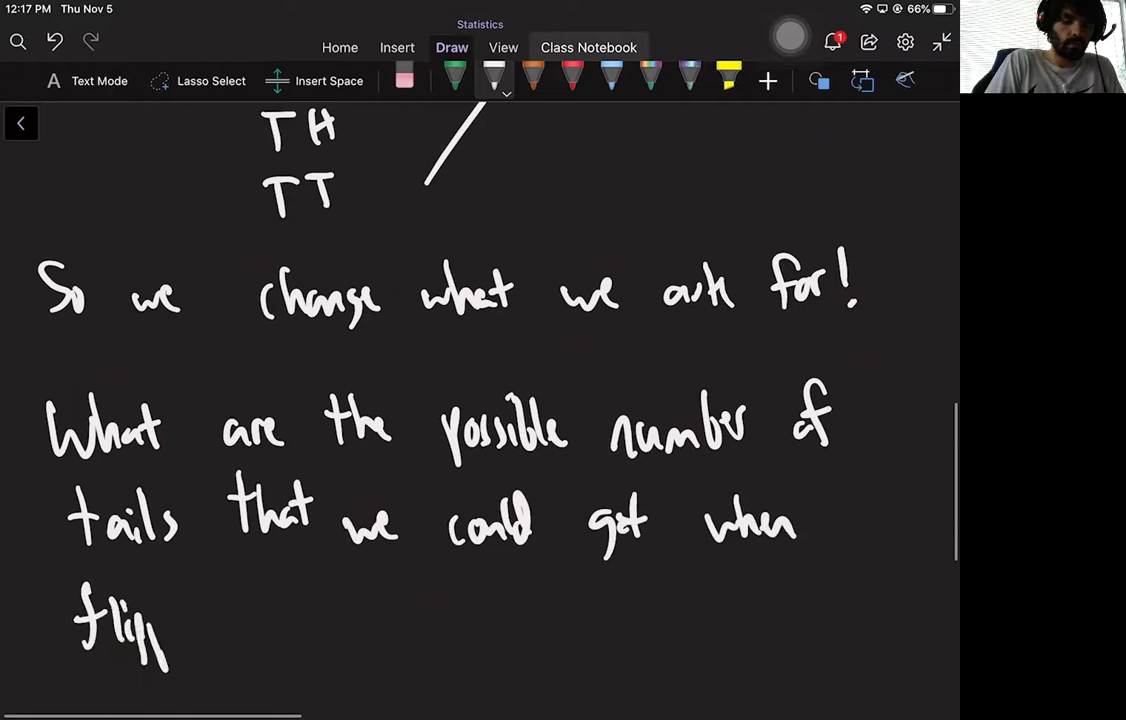 12:17 PM Thu Nov 5
66%
Statistics
Home Insert Draw View Class Notebook
1
Text Mode Lasso Select Insert Space
T H
T T
So we change what we ask for!
What are the possible number of
tails that we could get when
flipp